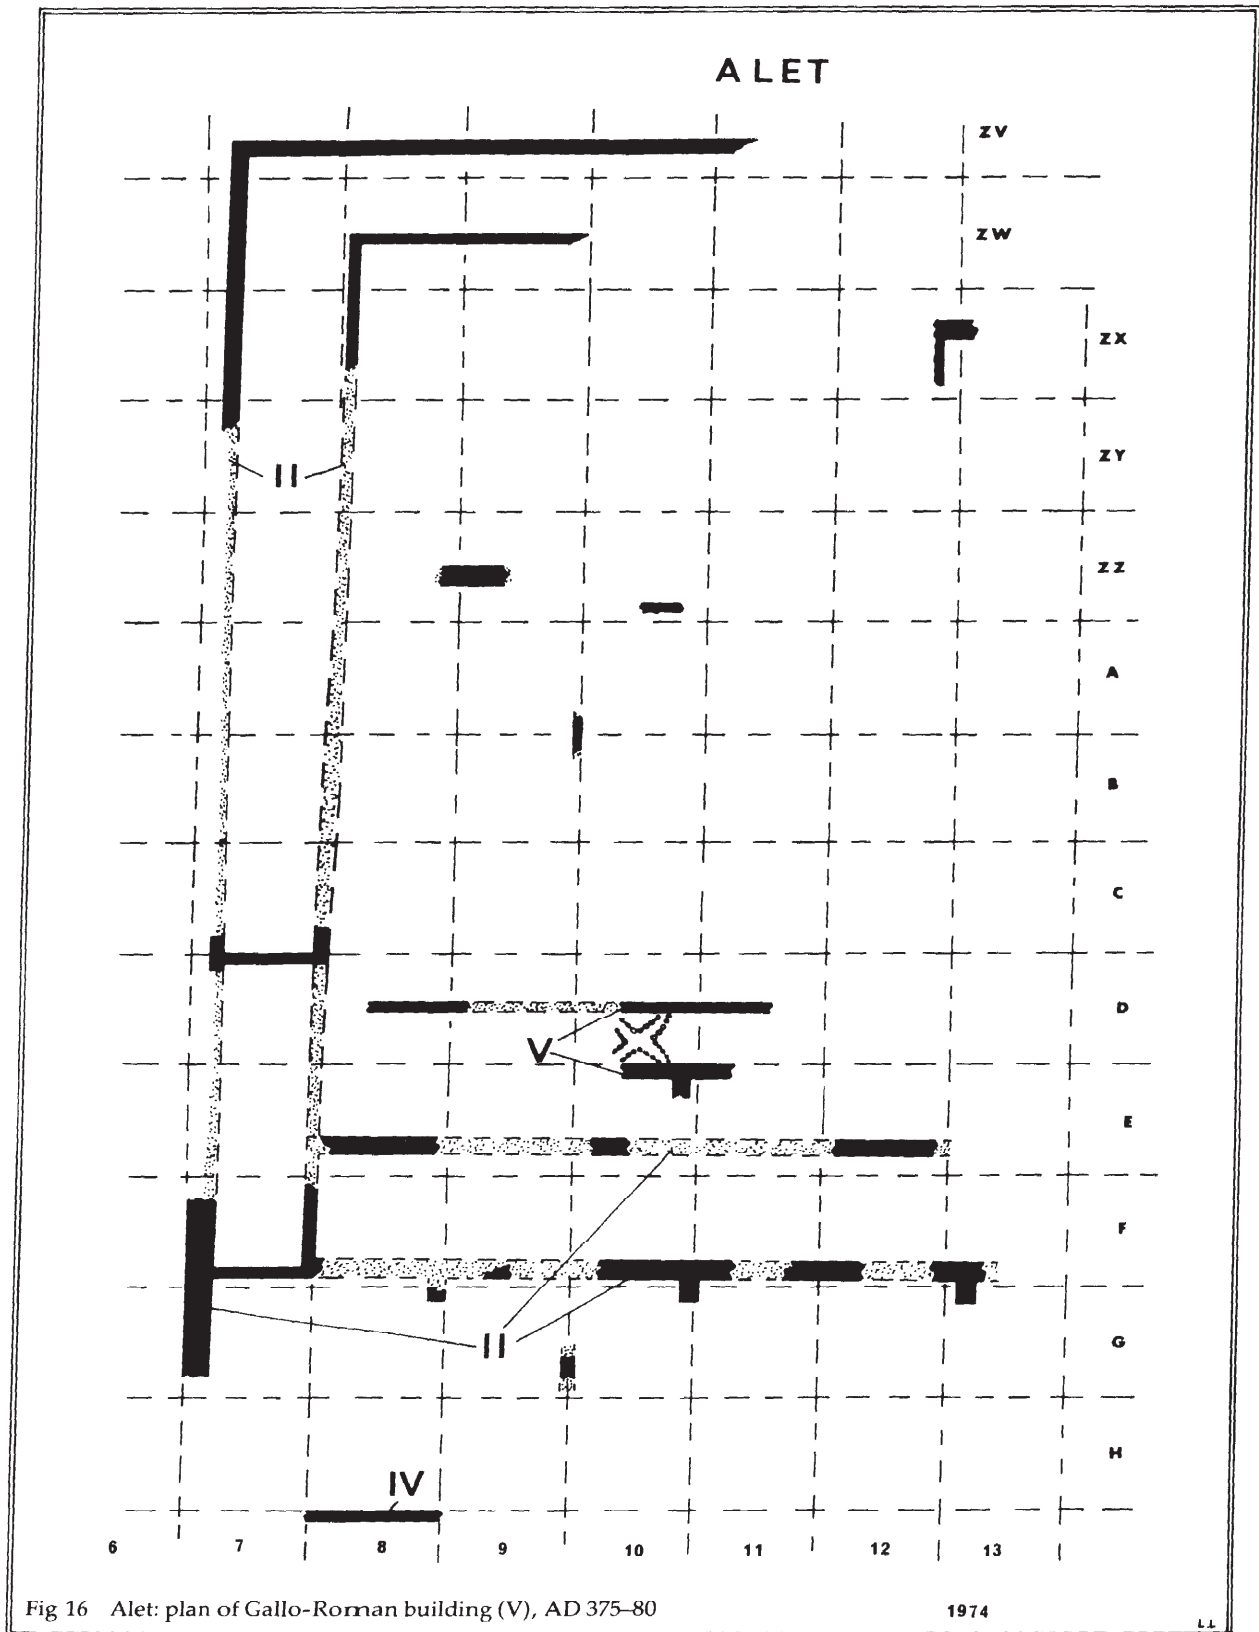 ALET
ZV
ZW
ZX
ZY
II
ZZ
A
B
C
D
V
E
F
II
G
H
IV
6 7 8 9 10 11 12 13
Fig 16 Alet: plan of Gallo-Roman building (V), AD 375–80
1974
LL